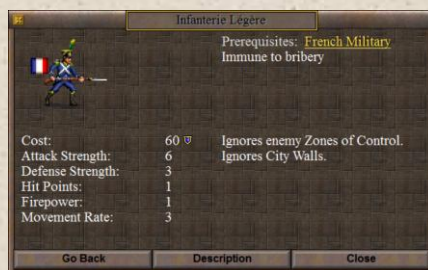 Infanterie Légère
Prerequisites: French Military
Immune to bribery
Cost: 60
Attack Strength: 6
Defense Strength: 3
Hit Points: 1
Firepower: 1
Movement Rate: 3
Ignores enemy Zones of Control.
Ignores City Walls.
Go Back
Description
Close